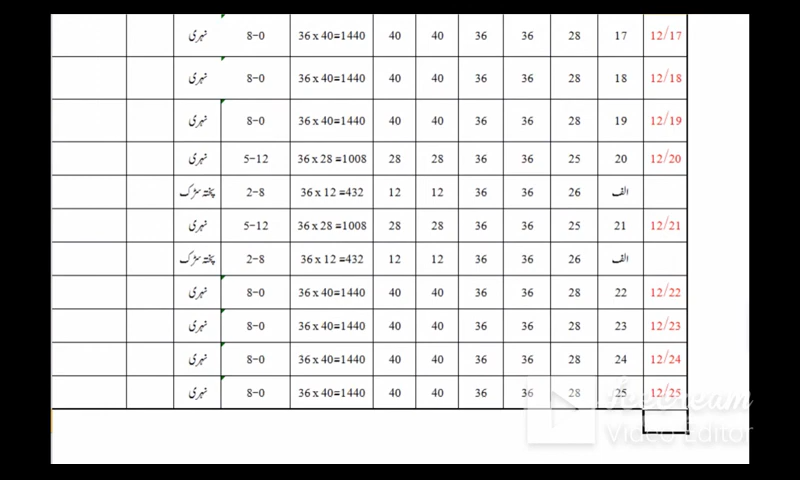 12/17 17 28 36 36 40 40 36 x 40=1440 8-0 نہری
12/18 18 28 36 36 40 40 36 x 40=1440 8-0 نہری
12/19 19 28 36 36 40 40 36 x 40=1440 8-0 نہری
12/20 20 25 36 36 28 28 36 x 28 =1008 5-12 نہری
الف 26 36 36 12 12 36 x 12 =432 2-8 پختہ سڑک
12/21 21 25 36 36 28 28 36 x 28 =1008 5-12 نہری
الف 26 36 36 12 12 36 x 12 =432 2-8 پختہ سڑک
12/22 22 28 36 36 40 40 36 x 40=1440 8-0 نہری
12/23 23 28 36 36 40 40 36 x 40=1440 8-0 نہری
12/24 24 28 36 36 40 40 36 x 40=1440 8-0 نہری
12/25 25 28 36 36 40 40 36 x 40=1440 8-0 نہری
Icecream
Video Editor